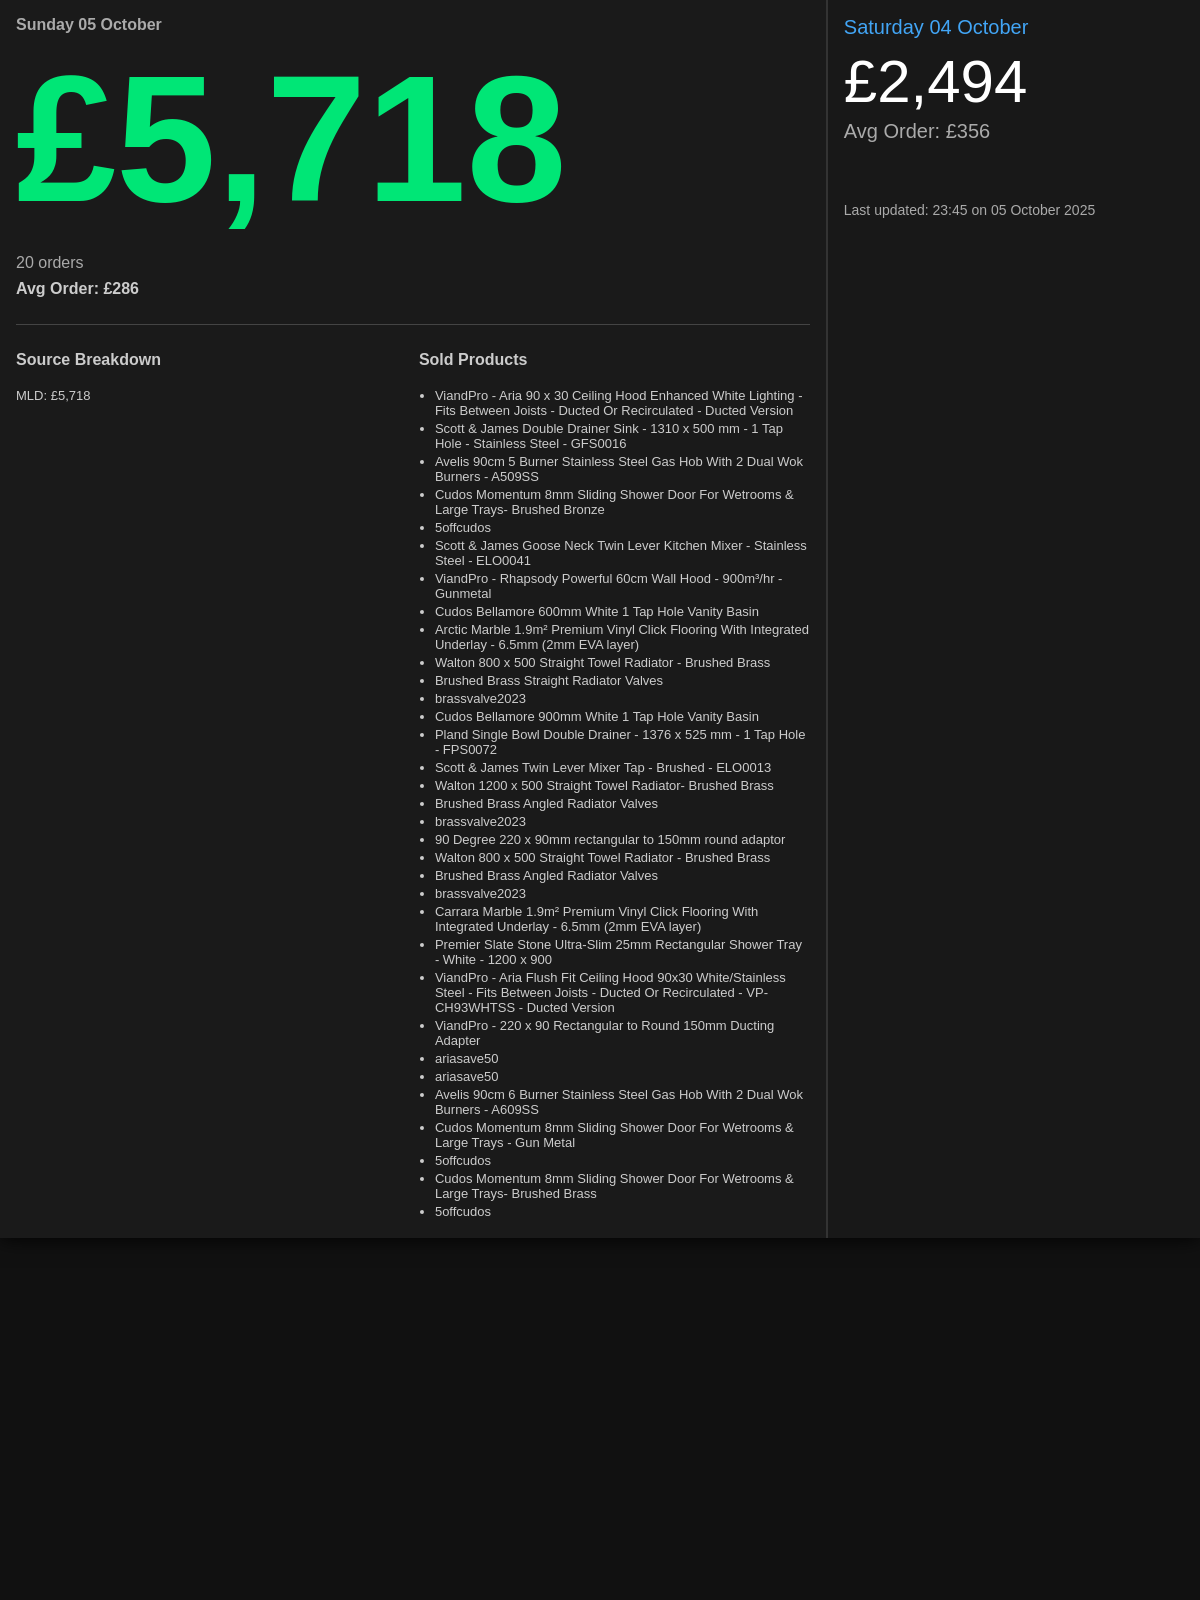 Sunday 05 October
£5,718
20 orders
Avg Order: £286
Source Breakdown
MLD: £5,718
Sold Products
• ViandPro - Aria 90 x 30 Ceiling Hood Enhanced White Lighting -
Fits Between Joists - Ducted Or Recirculated - Ducted Version
• Scott & James Double Drainer Sink - 1310 x 500 mm - 1 Tap
Hole - Stainless Steel - GFS0016
• Avelis 90cm 5 Burner Stainless Steel Gas Hob With 2 Dual Wok
Burners - A509SS
• Cudos Momentum 8mm Sliding Shower Door For Wetrooms &
Large Trays- Brushed Bronze
• 5offcudos
• Scott & James Goose Neck Twin Lever Kitchen Mixer - Stainless
Steel - ELO0041
• ViandPro - Rhapsody Powerful 60cm Wall Hood - 900m³/hr -
Gunmetal
• Cudos Bellamore 600mm White 1 Tap Hole Vanity Basin
• Arctic Marble 1.9m² Premium Vinyl Click Flooring With Integrated
Underlay - 6.5mm (2mm EVA layer)
• Walton 800 x 500 Straight Towel Radiator - Brushed Brass
• Brushed Brass Straight Radiator Valves
• brassvalve2023
• Cudos Bellamore 900mm White 1 Tap Hole Vanity Basin
• Pland Single Bowl Double Drainer - 1376 x 525 mm - 1 Tap Hole
- FPS0072
• Scott & James Twin Lever Mixer Tap - Brushed - ELO0013
• Walton 1200 x 500 Straight Towel Radiator- Brushed Brass
• Brushed Brass Angled Radiator Valves
• brassvalve2023
• 90 Degree 220 x 90mm rectangular to 150mm round adaptor
• Walton 800 x 500 Straight Towel Radiator - Brushed Brass
• Brushed Brass Angled Radiator Valves
• brassvalve2023
• Carrara Marble 1.9m² Premium Vinyl Click Flooring With
Integrated Underlay - 6.5mm (2mm EVA layer)
• Premier Slate Stone Ultra-Slim 25mm Rectangular Shower Tray
- White - 1200 x 900
• ViandPro - Aria Flush Fit Ceiling Hood 90x30 White/Stainless
Steel - Fits Between Joists - Ducted Or Recirculated - VP-
CH93WHTSS - Ducted Version
• ViandPro - 220 x 90 Rectangular to Round 150mm Ducting
Adapter
• ariasave50
• ariasave50
• Avelis 90cm 6 Burner Stainless Steel Gas Hob With 2 Dual Wok
Burners - A609SS
• Cudos Momentum 8mm Sliding Shower Door For Wetrooms &
Large Trays - Gun Metal
• 5offcudos
• Cudos Momentum 8mm Sliding Shower Door For Wetrooms &
Large Trays- Brushed Brass
• 5offcudos
Saturday 04 October
£2,494
Avg Order: £356
Last updated: 23:45 on 05 October 2025